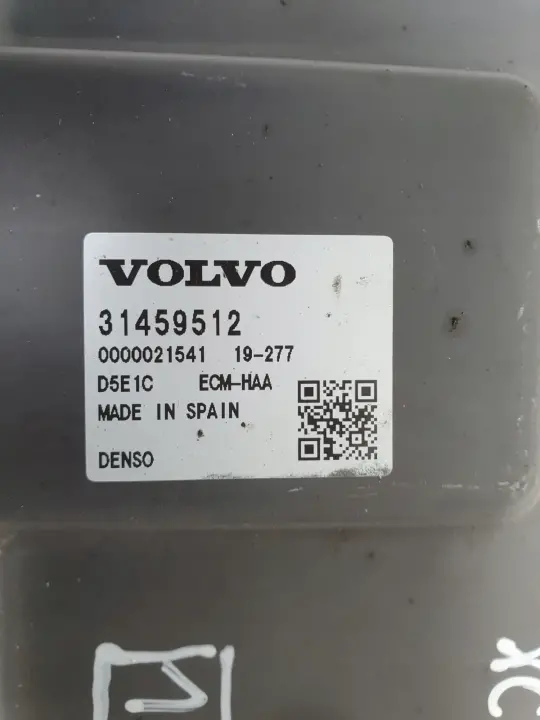 VOLVO
31459512
0000021541 19-277
D5E1C ECM-HAA
MADE IN SPAIN
DENSO